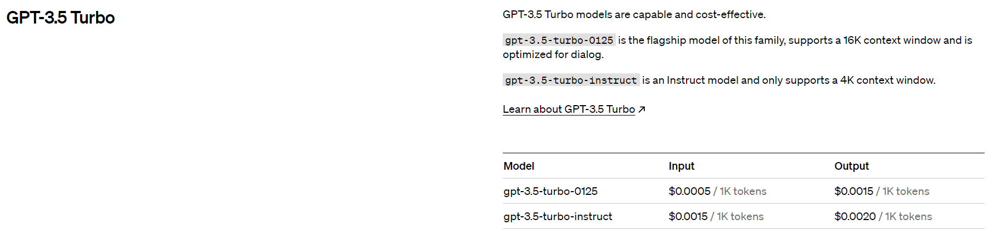 GPT-3.5 Turbo
GPT-3.5 Turbo models are capable and cost-effective.
gpt-3.5-turbo-0125 is the flagship model of this family, supports a 16K context window and is
optimized for dialog.
gpt-3.5-turbo-instruct is an Instruct model and only supports a 4K context window.
Learn about GPT-3.5 Turbo ↗
Model Input Output
gpt-3.5-turbo-0125 $0.0005 / 1K tokens $0.0015 / 1K tokens
gpt-3.5-turbo-instruct $0.0015 / 1K tokens $0.0020 / 1K tokens